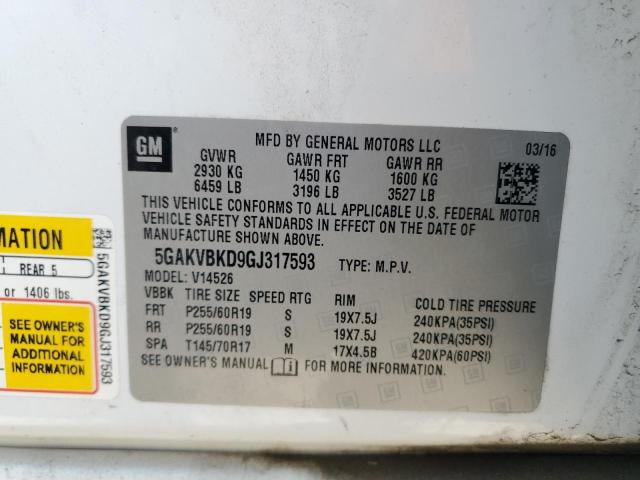 GM
MFD BY GENERAL MOTORS LLC 03/16
GVWR GAWR FRT GAWR RR
2930 KG 1450 KG 1600 KG
6459 LB 3196 LB 3527 LB
THIS VEHICLE CONFORMS TO ALL APPLICABLE U.S. FEDERAL MOTOR
VEHICLE SAFETY STANDARDS IN EFFECT ON THE DATE OF
MANUFACTURE SHOWN ABOVE.
5GAKVBKD9GJ317593 TYPE: M.P.V.
MODEL: V14526
VBBK TIRE SIZE SPEED RTG RIM COLD TIRE PRESSURE
FRT P255/60R19 S 19X7.5J 240KPA(35PSI)
RR P255/60R19 S 19X7.5J 240KPA(35PSI)
SPA T145/70R17 M 17X4.5B 420KPA(60PSI)
SEE OWNER'S MANUAL FOR MORE INFORMATION.
MATION
REAR 5
or 1406 lbs.
SEE OWNER'S
MANUAL FOR
ADDITIONAL
INFORMATION
5GAKVBKD9GJ317593